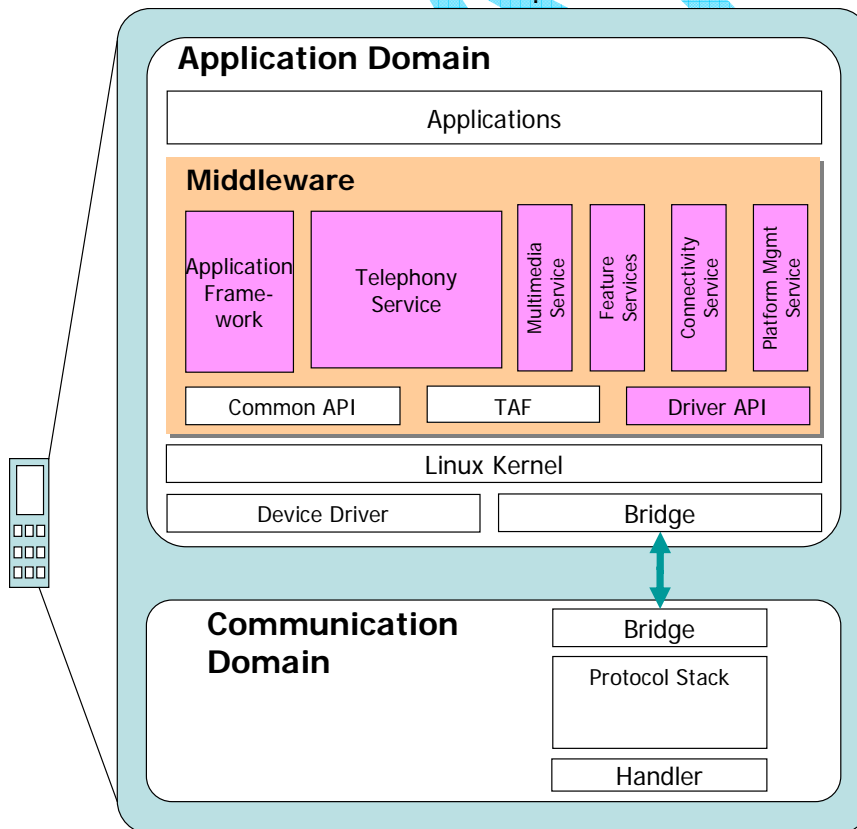 Application Domain
Applications
Middleware
Application
Frame-
work
Telephony
Service
Multimedia
Service
Feature
Services
Connectivity
Service
Platform Mgmt
Service
Common API
TAF
Driver API
Linux Kernel
Device Driver
Bridge
Communication
Domain
Bridge
Protocol Stack
Handler